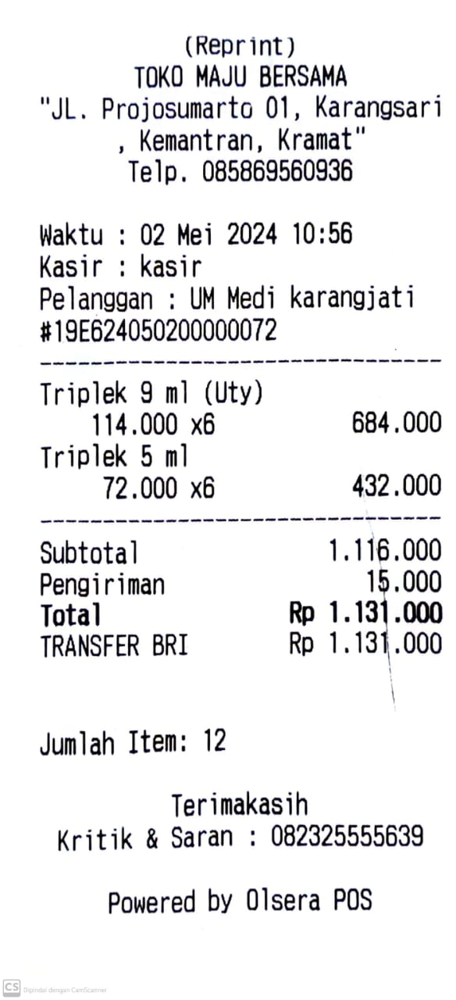 (Reprint)
TOKO MAJU BERSAMA
"JL. Projosumarto 01, Karangsari
, Kemantran, Kramat"
Telp. 085869560936
Waktu : 02 Mei 2024 10:56
Kasir : kasir
Pelanggan : UM Medi karangjati
#19E624050200000072
--------------------------------
Triplek 9 ml (Uty)
114.000 x6 684.000
Triplek 5 ml
72.000 x6 432.000
--------------------------------
Subtotal 1.116.000
Pengiriman 15.000
Total Rp 1.131.000
TRANSFER BRI Rp 1.131.000
Jumlah Item: 12
Terimakasih
Kritik & Saran : 082325555639
Powered by Olsera POS
CS Dipindai dengan CamScanner